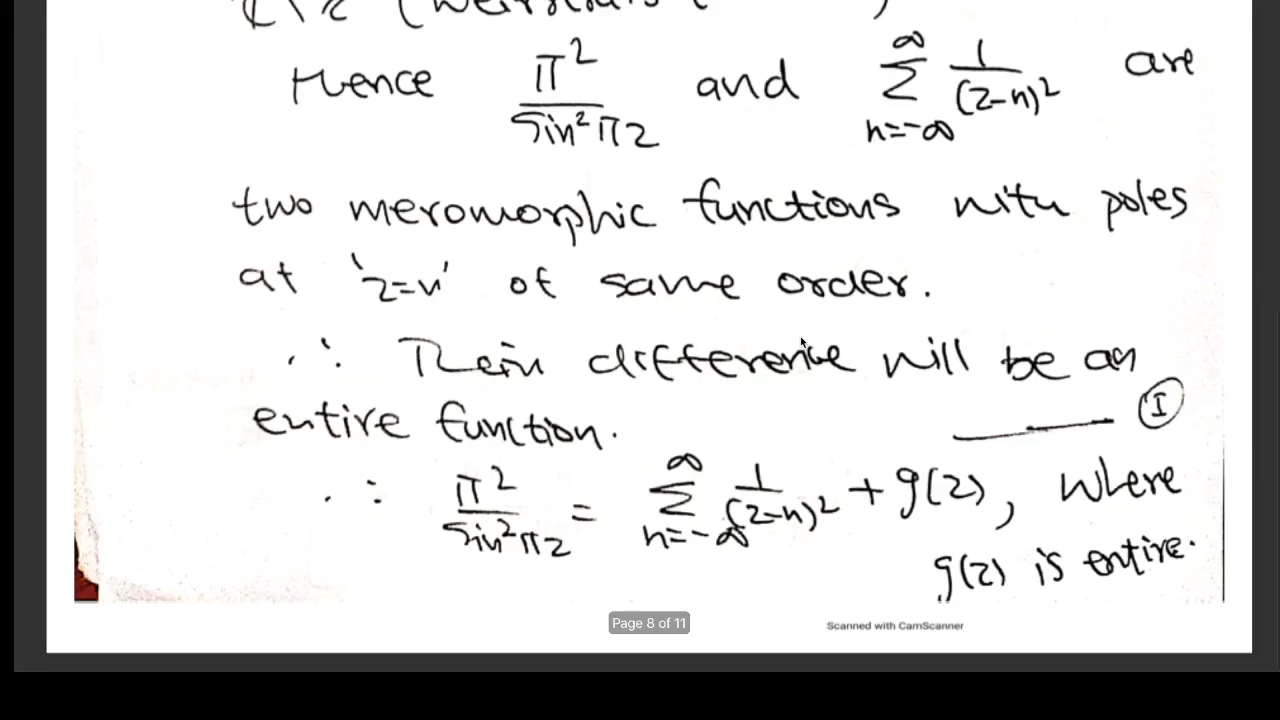 Hence π²/sin²πz and ∞ Σ n=-∞ 1/(z-n)² are
two meromorphic functions with poles
at 'z=n' of same order.
∴ Their difference will be an
entire function. —— Ⓘ
∴ π²/sin²πz = ∞ Σ n=-∞ 1/(z-n)² + g(z), where
g(z) is entire.
Page 8 of 11
Scanned with CamScanner